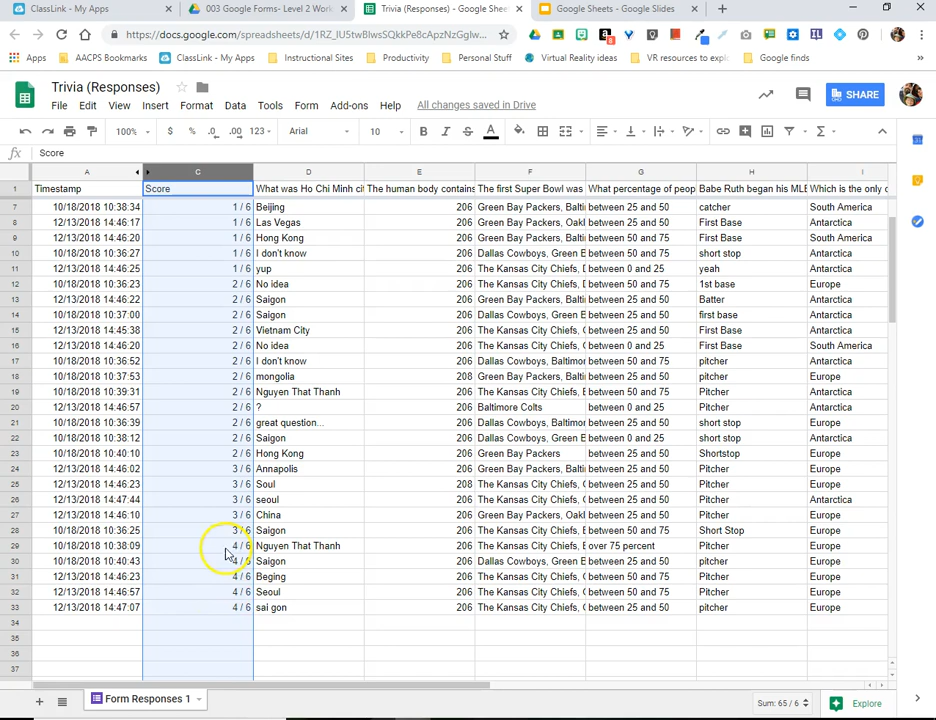 ClassLink - My Apps
003 Google Forms- Level 2 Work
Trivia (Responses) - Google She
Google Sheets - Google Slides
https://docs.google.com/spreadsheets/d/1RZ_IU5twBlwsSQkkPe8cApzNzGglw...
Apps AACPS Bookmarks ClassLink - My Apps Instructional Sites Productivity Personal Stuff Virtual Reality ideas VR resources to explo Google finds »
Trivia (Responses)
File Edit View Insert Format Data Tools Form Add-ons Help All changes saved in Drive
SHARE
100% $ % .0 .00 123 Arial 10 B I S A
fx Score
A C D E F G H I
1 Timestamp Score What was Ho Chi Minh cit The human body contains The first Super Bowl was What percentage of peop Babe Ruth began his MLB Which is the only c
7 10/18/2018 10:38:34 1 / 6 Beijing 206 Green Bay Packers, Balti between 25 and 50 catcher South America
8 12/13/2018 14:46:17 1 / 6 Las Vegas 206 Green Bay Packers, Oakl between 25 and 50 First Base Antarctica
9 12/13/2018 14:46:20 1 / 6 Hong Kong 206 Green Bay Packers, Balti between 50 and 75 First Base South America
10 10/18/2018 10:36:27 1 / 6 I don't know 206 Dallas Cowboys, Green B between 50 and 75 short stop Antarctica
11 12/13/2018 14:46:25 1 / 6 yup 206 The Kansas City Chiefs, D between 0 and 25 yeah Antarctica
12 10/18/2018 10:36:23 2 / 6 No idea 206 The Kansas City Chiefs, D between 50 and 75 1st base Europe
13 12/13/2018 14:46:22 2 / 6 Saigon 206 Green Bay Packers, Balti between 25 and 50 Batter Antarctica
14 10/18/2018 10:37:00 2 / 6 Saigon 206 Green Bay Packers, Oakl between 25 and 50 first base Antarctica
15 12/13/2018 14:45:38 2 / 6 Vietnam City 206 The Kansas City Chiefs, G between 25 and 50 First Base Antarctica
16 12/13/2018 14:46:20 2 / 6 No idea 206 The Kansas City Chiefs, G between 0 and 25 First Base South America
17 10/18/2018 10:36:52 2 / 6 I don't know 206 Dallas Cowboys, Baltimor between 50 and 75 pitcher Antarctica
18 10/18/2018 10:37:53 2 / 6 mongolia 208 Green Bay Packers, Balti between 25 and 50 pitcher Europe
19 10/18/2018 10:39:31 2 / 6 Nguyen That Thanh 206 Green Bay Packers, Balti between 25 and 50 Pitcher Antarctica
20 12/13/2018 14:46:57 2 / 6 ? 206 Baltimore Colts between 0 and 25 Pitcher Antarctica
21 10/18/2018 10:36:39 2 / 6 great question... 206 Green Bay Packers, Balti between 25 and 50 short stop Europe
22 10/18/2018 10:38:12 2 / 6 Saigon 206 Dallas Cowboys, Green B between 0 and 25 short stop Antarctica
23 10/18/2018 10:40:10 2 / 6 Hong Kong 206 Green Bay Packers between 50 and 75 Shortstop Europe
24 12/13/2018 14:46:02 3 / 6 Annapolis 206 Green Bay Packers, Balti between 50 and 75 Pitcher Europe
25 12/13/2018 14:46:23 3 / 6 Soul 208 The Kansas City Chiefs, G between 50 and 75 Pitcher Europe
26 12/13/2018 14:47:44 3 / 6 seoul 206 The Kansas City Chiefs, G between 25 and 50 Pitcher Antarctica
27 12/13/2018 14:46:10 3 / 6 China 206 The Kansas City Chiefs, G between 25 and 50 Pitcher Europe
28 10/18/2018 10:36:25 3 / 6 Saigon 206 The Kansas City Chiefs, G between 50 and 75 Short Stop Europe
29 10/18/2018 10:38:09 4 / 6 Nguyen That Thanh 206 The Kansas City Chiefs, G over 75 percent Pitcher Europe
30 10/18/2018 10:40:43 4 / 6 Saigon 206 Dallas Cowboys, Green B between 25 and 50 pitcher Europe
31 12/13/2018 14:46:23 4 / 6 Beging 206 The Kansas City Chiefs, G between 50 and 75 Pitcher Europe
32 12/13/2018 14:46:57 4 / 6 Seoul 206 The Kansas City Chiefs, G between 50 and 75 Pitcher Europe
33 12/13/2018 14:47:07 4 / 6 sai gon 206 The Kansas City Chiefs, G between 25 and 50 pitcher Europe
34
35
36
37
Form Responses 1 Sum: 65 / 6 Explore